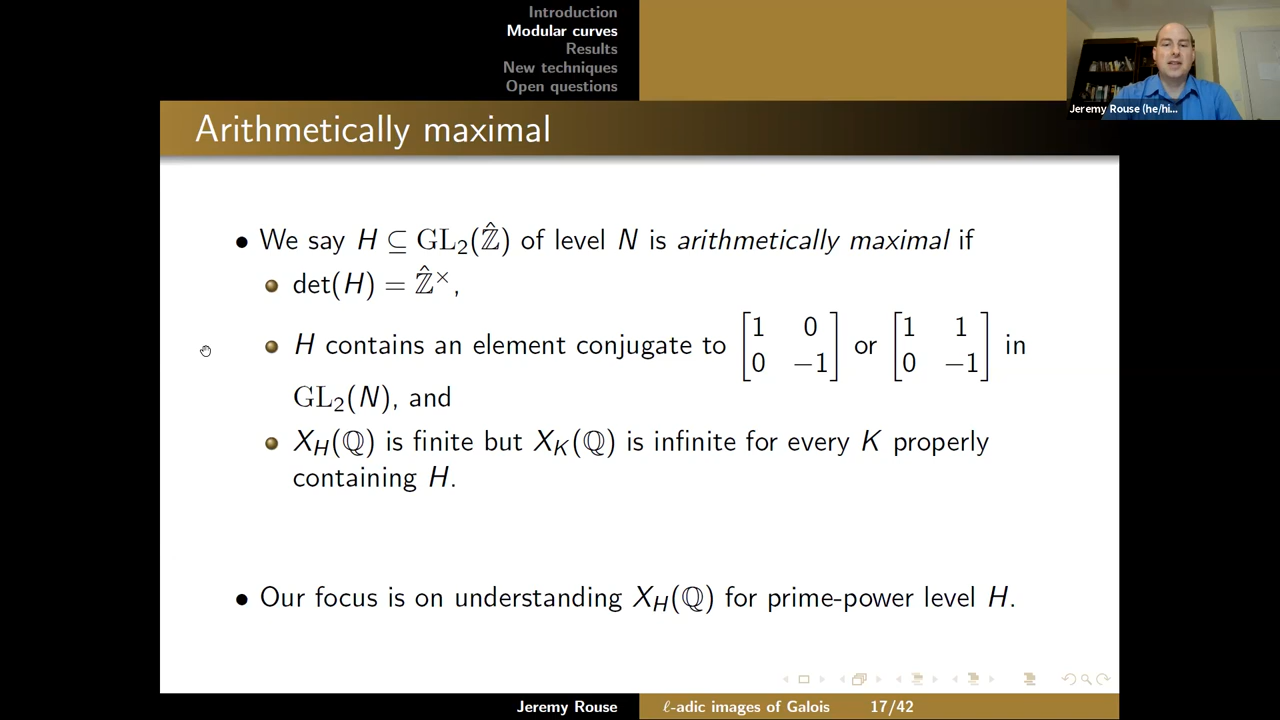 Introduction
Modular curves
Results
New techniques
Open questions
Jeremy Rouse (he/hi...
Arithmetically maximal
• We say H ⊆ GL₂(Ẑ) of level N is arithmetically maximal if
det(H) = Ẑ×,
H contains an element conjugate to [1 0; 0 −1] or [1 1; 0 −1] in
GL₂(N), and
X_H(ℚ) is finite but X_K(ℚ) is infinite for every K properly
containing H.
• Our focus is on understanding X_H(ℚ) for prime-power level H.
Jeremy Rouse ℓ-adic images of Galois 17/42